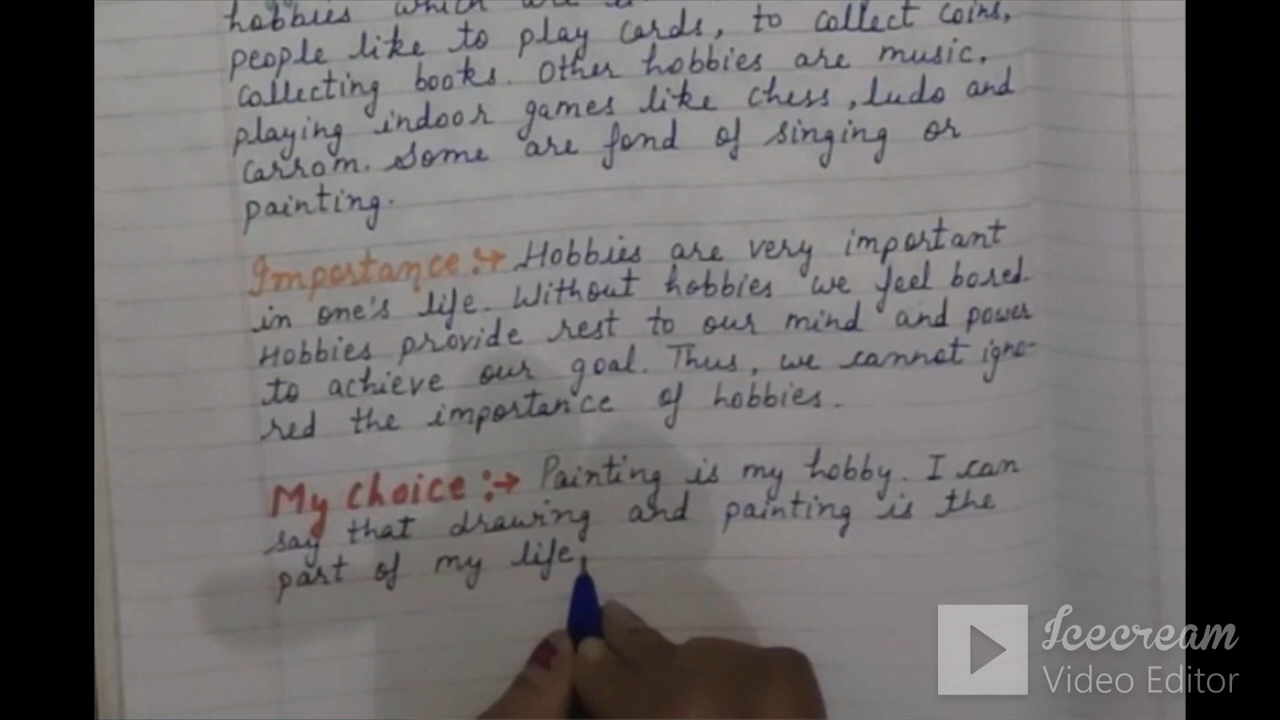 hobbies which are
people like to play cards, to collect coins,
collecting books. Other hobbies are music,
playing indoor games like chess, ludo and
carrom. Some are fond of singing or
painting.
Importance :→ Hobbies are very important
in one's life. Without hobbies we feel bored.
Hobbies provide rest to our mind and power
to achieve our goal. Thus, we cannot igno-
red the importance of hobbies.
My choice :→ Painting is my hobby. I can
say that drawing and painting is the
part of my life.
Icecream
Video Editor